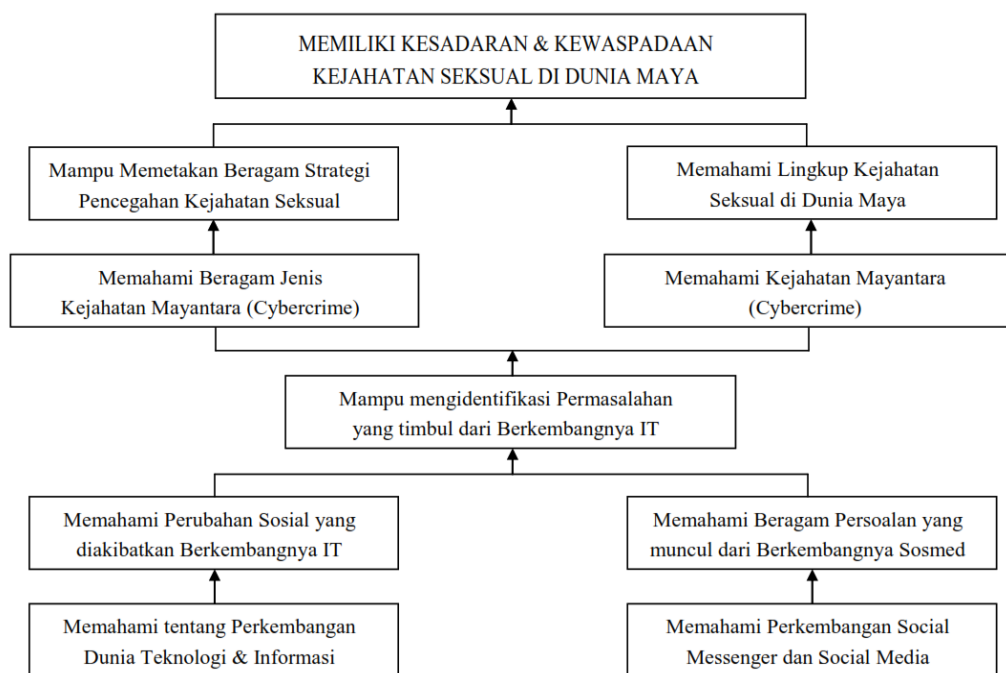 MEMILIKI KESADARAN & KEWASPADAAN
KEJAHATAN SEKSUAL DI DUNIA MAYA
Mampu Memetakan Beragam Strategi
Pencegahan Kejahatan Seksual
Memahami Lingkup Kejahatan
Seksual di Dunia Maya
Memahami Beragam Jenis
Kejahatan Mayantara (Cybercrime)
Memahami Kejahatan Mayantara
(Cybercrime)
Mampu mengidentifikasi Permasalahan
yang timbul dari Berkembangnya IT
Memahami Perubahan Sosial yang
diakibatkan Berkembangnya IT
Memahami Beragam Persoalan yang
muncul dari Berkembangnya Sosmed
Memahami tentang Perkembangan
Dunia Teknologi & Informasi
Memahami Perkembangan Social
Messenger dan Social Media